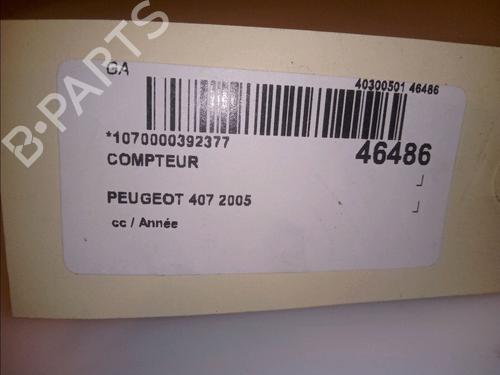 GA
40300501 46486
*1070000392377
46486
COMPTEUR
PEUGEOT 407 2005
cc / Année
B-PARTS